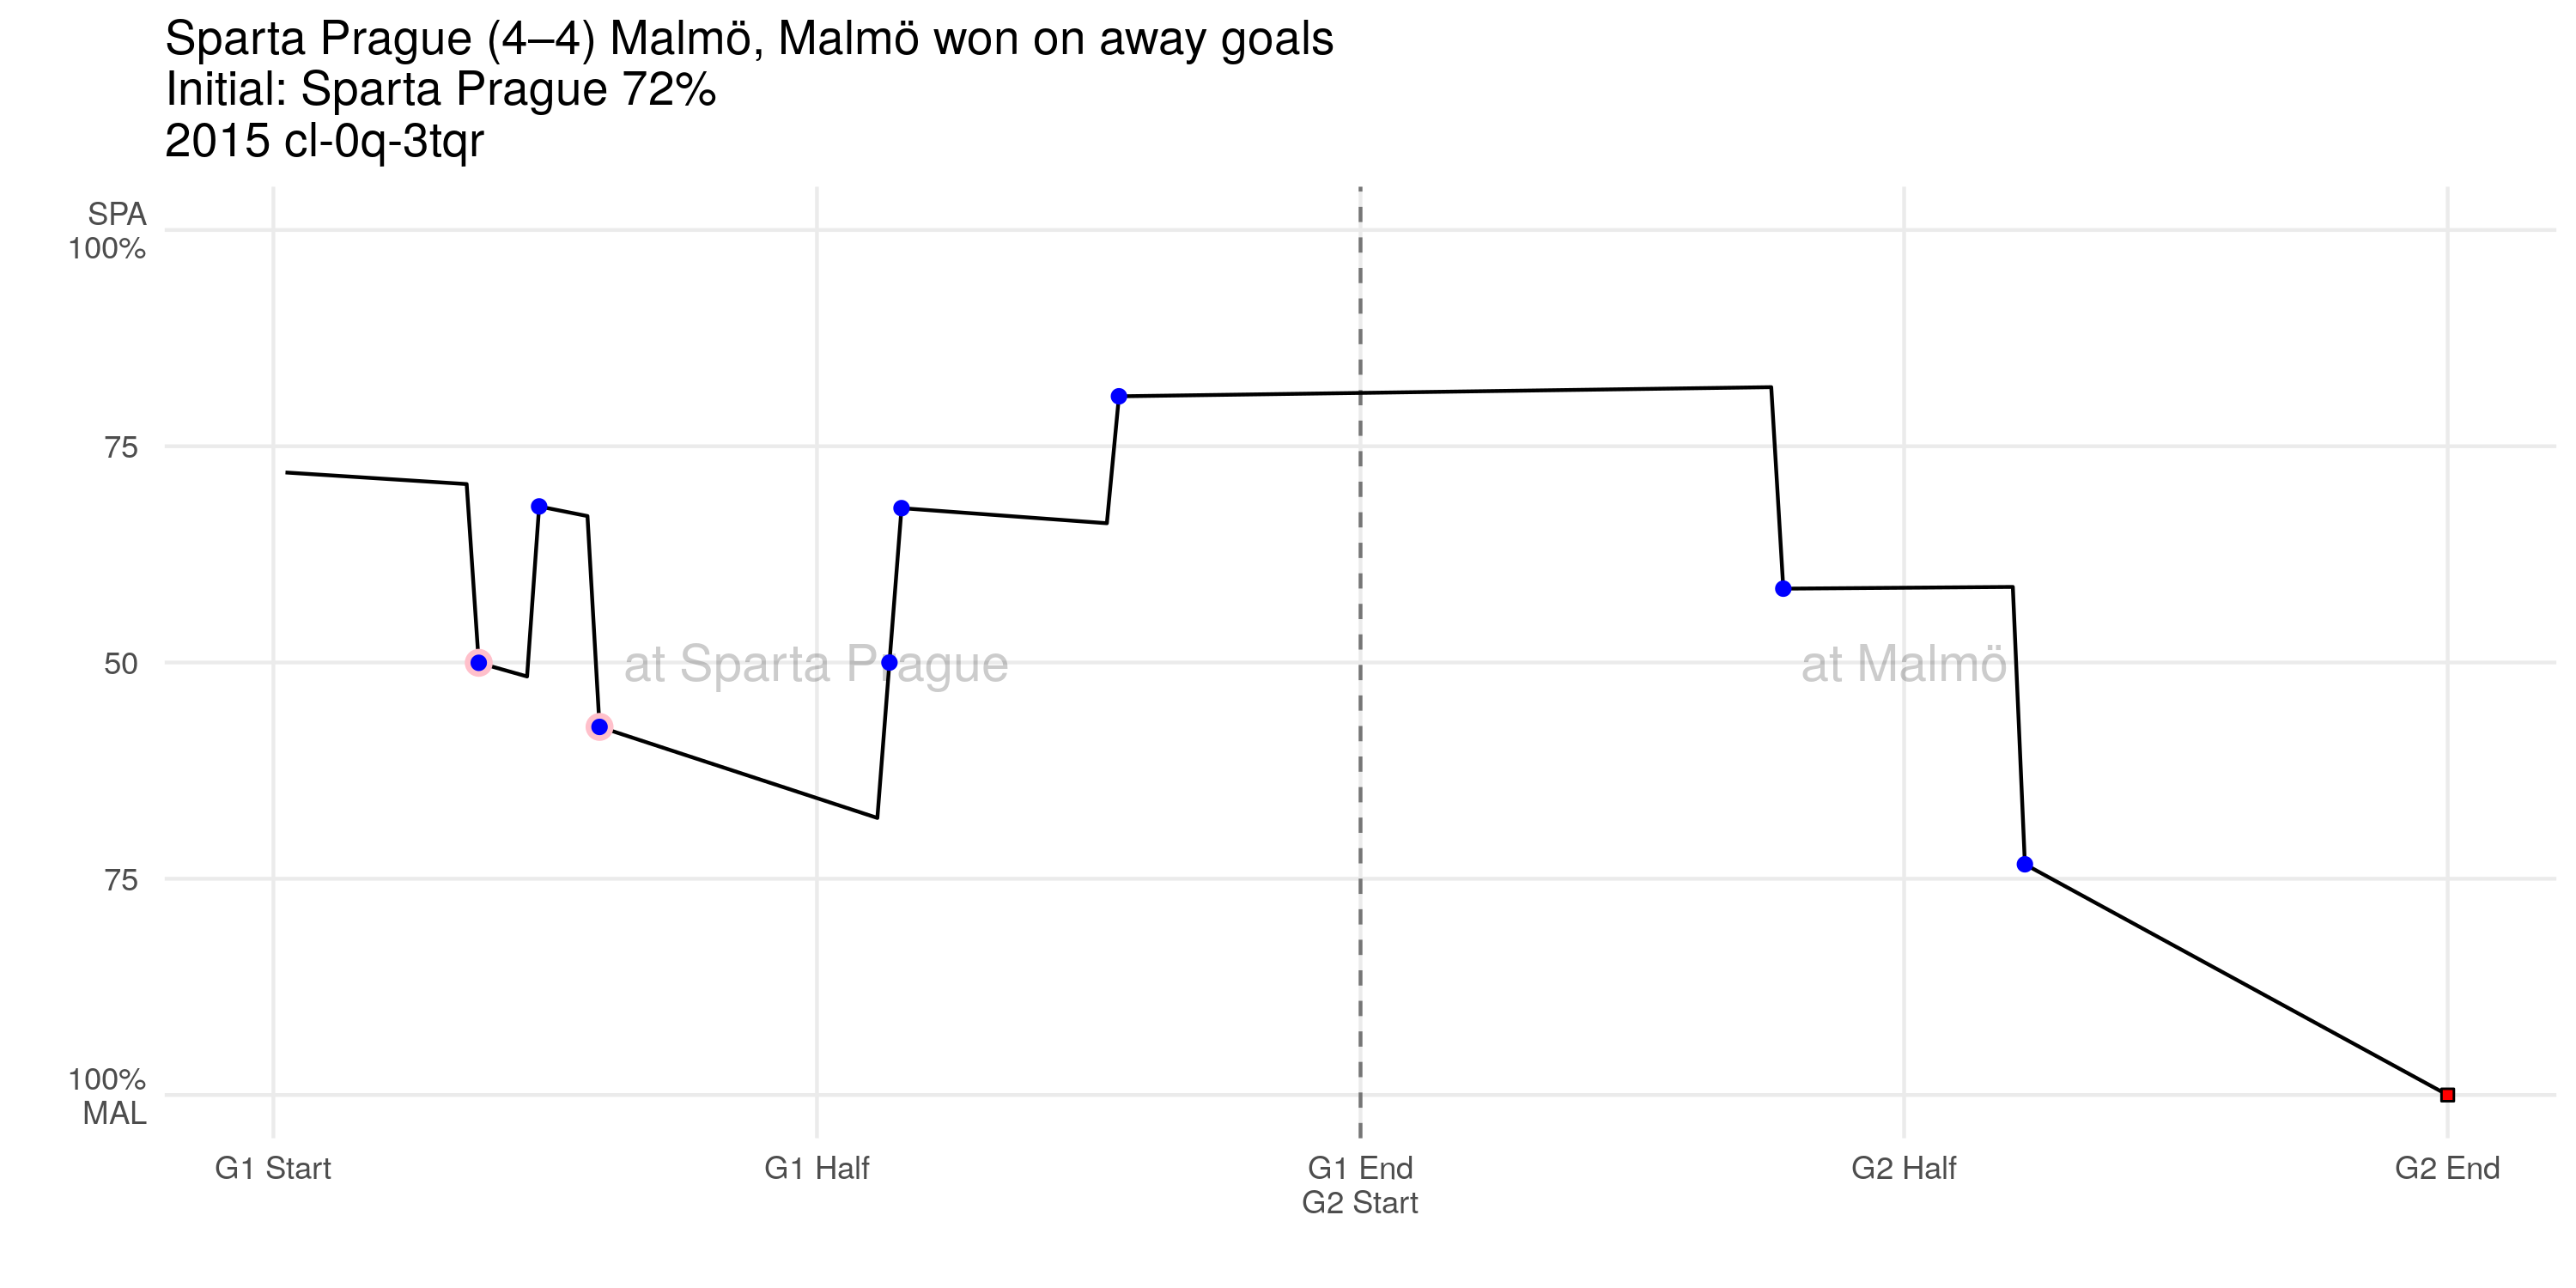 Sparta Prague (4–4) Malmö, Malmö won on away goals
Initial: Sparta Prague 72%
2015 cl-0q-3tqr
SPA
100%
75
50
75
100%
MAL
at Sparta Prague
at Malmö
G1 Start
G1 Half
G1 End
G2 Start
G2 Half
G2 End